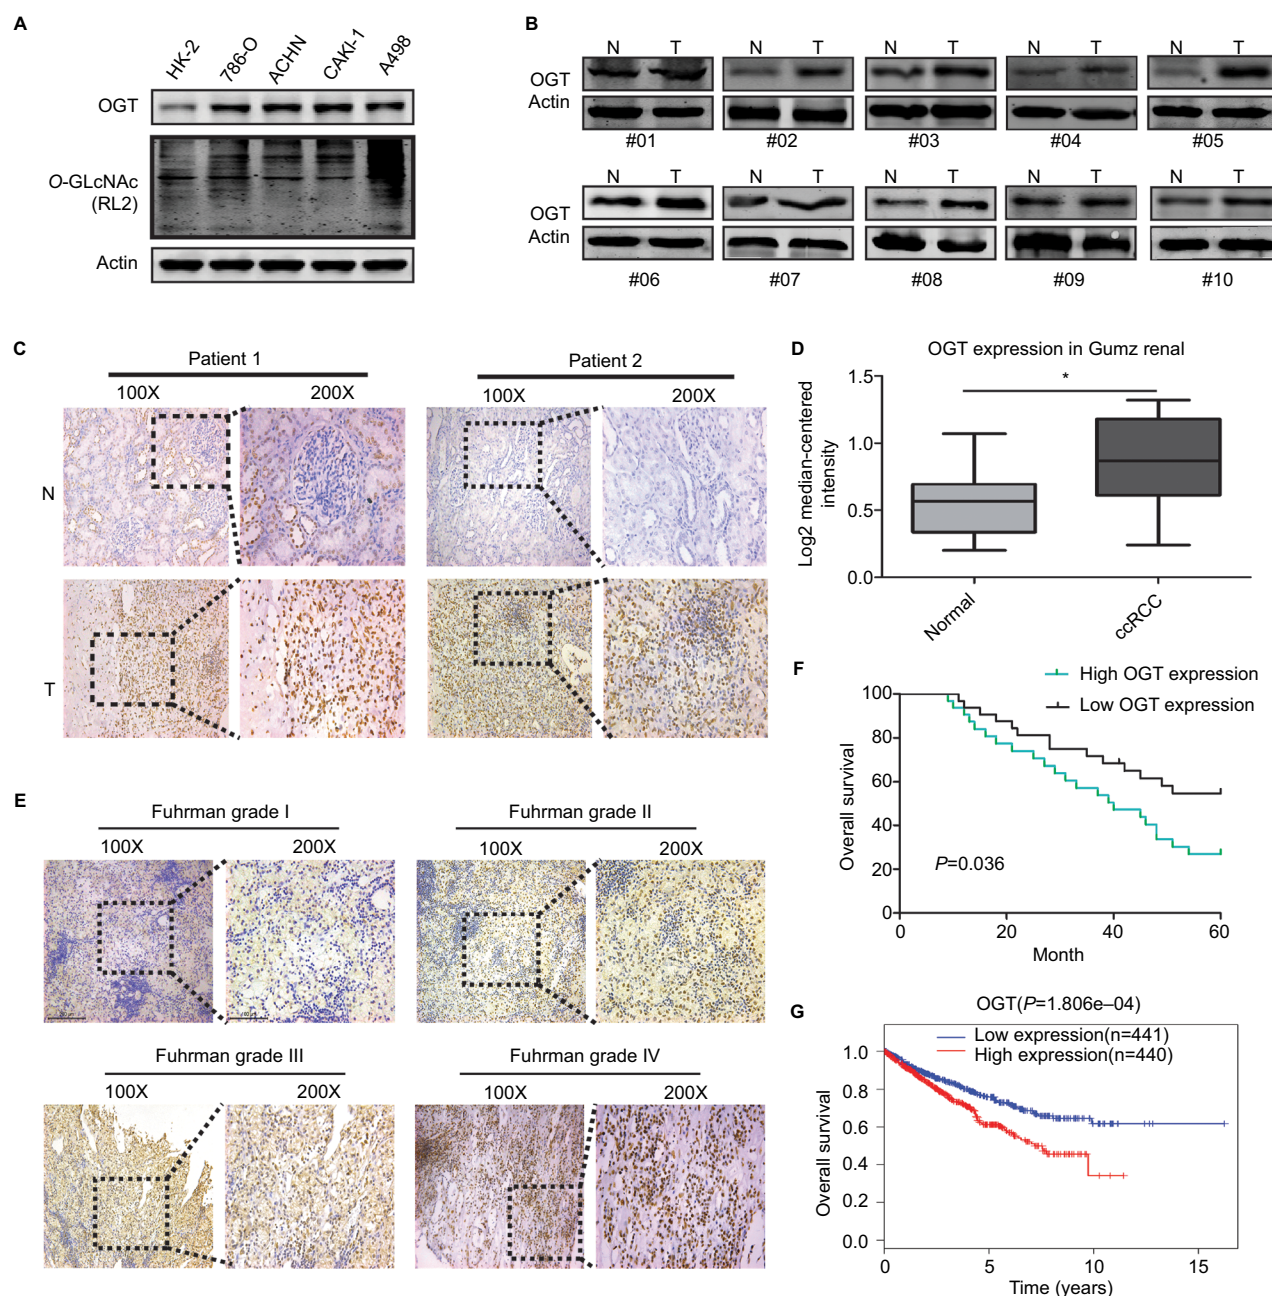 A
HK-2
786-O
ACHN
CAKI-1
A498
OGT
O-GLcNAc
(RL2)
Actin
B
N T N T N T N T N T
OGT
Actin
#01 #02 #03 #04 #05
N T N T N T N T N T
OGT
Actin
#06 #07 #08 #09 #10
C
Patient 1
100X 200X
Patient 2
100X 200X
N
T
D
OGT expression in Gumz renal
*
Log2 median-centered
intensity
1.5
1.0
0.5
0.0
Normal
ccRCC
E
Fuhrman grade I
100X 200X
Fuhrman grade II
100X 200X
Fuhrman grade III
100X 200X
Fuhrman grade IV
100X 200X
F
High OGT expression
Low OGT expression
Overall survival
100
80
60
40
20
0
P=0.036
0 20 40 60
Month
G
OGT(P=1.806e–04)
Low expression(n=441)
High expression(n=440)
Overall survival
1.0
0.8
0.6
0.4
0.2
0.0
0 5 10 15
Time (years)